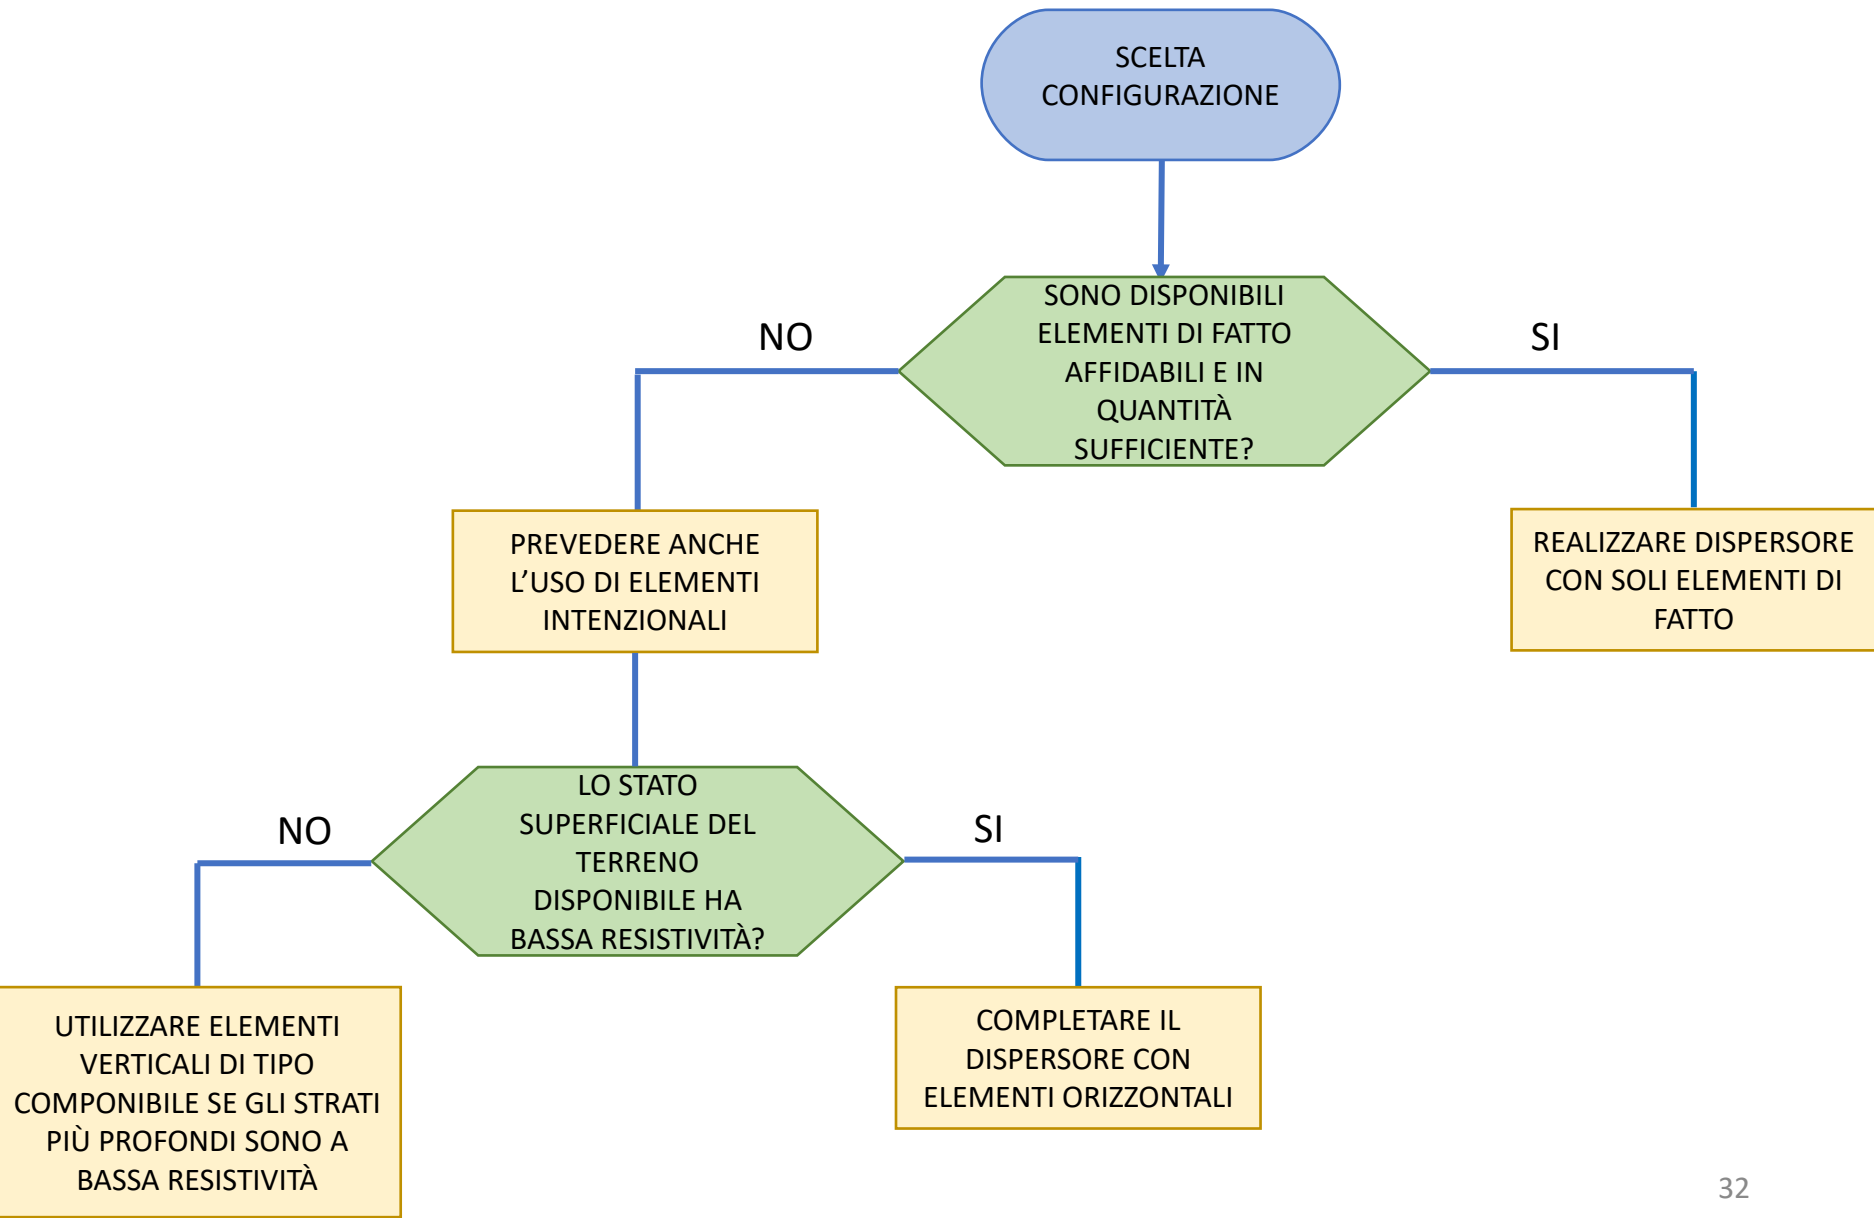 SCELTA
CONFIGURAZIONE
SONO DISPONIBILI
ELEMENTI DI FATTO
AFFIDABILI E IN
QUANTITÀ
SUFFICIENTE?
NO
SI
PREVEDERE ANCHE
L’USO DI ELEMENTI
INTENZIONALI
REALIZZARE DISPERSORE
CON SOLI ELEMENTI DI
FATTO
LO STATO
SUPERFICIALE DEL
TERRENO
DISPONIBILE HA
BASSA RESISTIVITÀ?
NO
SI
UTILIZZARE ELEMENTI
VERTICALI DI TIPO
COMPONIBILE SE GLI STRATI
PIÙ PROFONDI SONO A
BASSA RESISTIVITÀ
COMPLETARE IL
DISPERSORE CON
ELEMENTI ORIZZONTALI
32